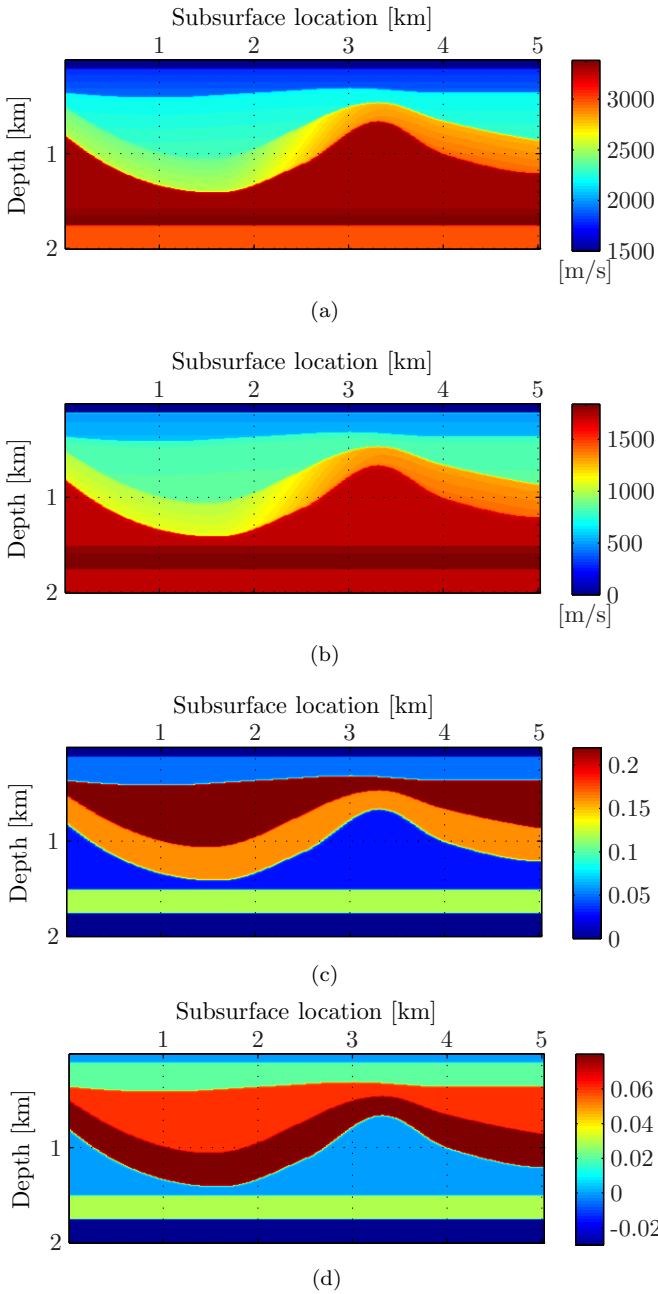 Subsurface location [km]
1 2 3 4 5
Depth [km]
1
2
3000
2500
2000
1500
[m/s]
(a)
Subsurface location [km]
1 2 3 4 5
Depth [km]
1
2
1500
1000
500
0
[m/s]
(b)
Subsurface location [km]
1 2 3 4 5
Depth [km]
1
2
0.2
0.15
0.1
0.05
0
(c)
Subsurface location [km]
1 2 3 4 5
Depth [km]
1
2
0.06
0.04
0.02
0
-0.02
(d)